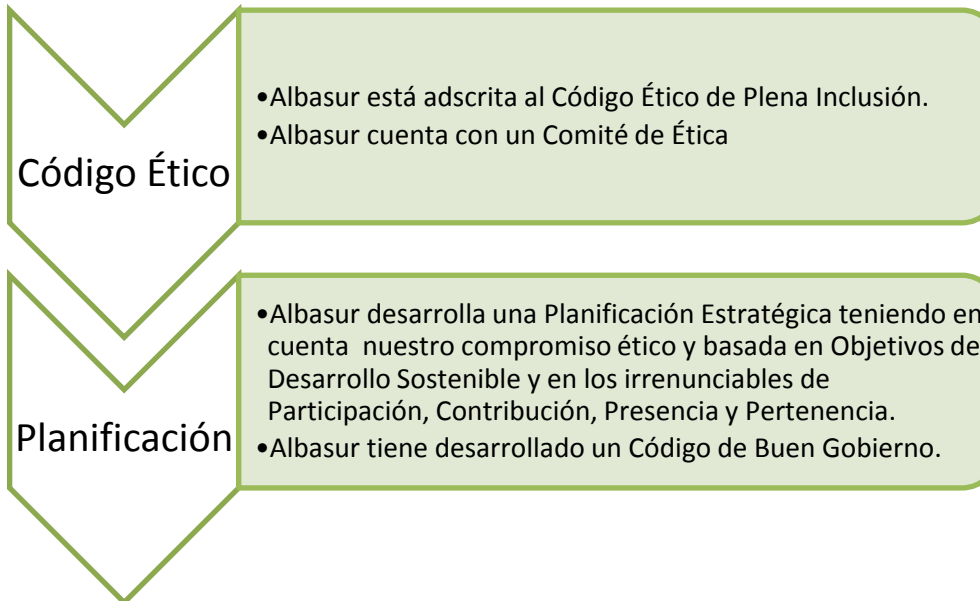 Código Ético
•Albasur está adscrita al Código Ético de Plena Inclusión.
•Albasur cuenta con un Comité de Ética
Planificación
•Albasur desarrolla una Planificación Estratégica teniendo en
cuenta nuestro compromiso ético y basada en Objetivos de
Desarrollo Sostenible y en los irrenunciables de
Participación, Contribución, Presencia y Pertenencia.
•Albasur tiene desarrollado un Código de Buen Gobierno.